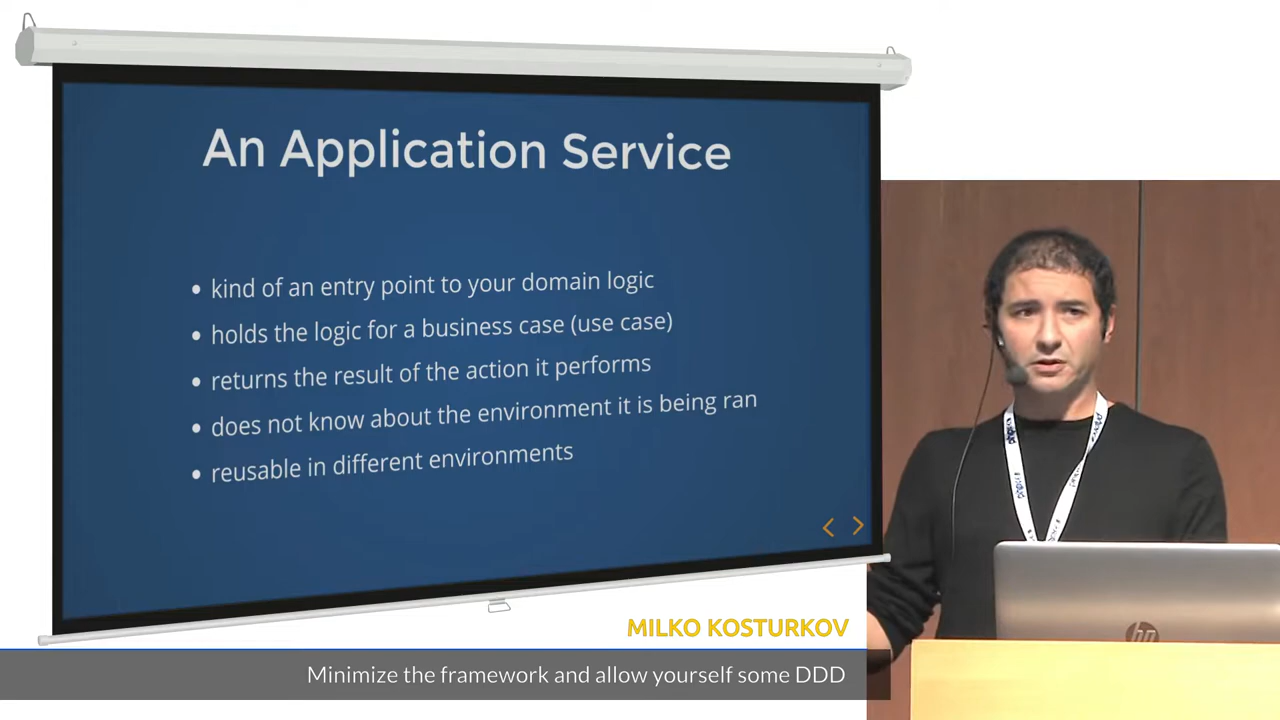 An Application Service
• kind of an entry point to your domain logic
• holds the logic for a business case (use case)
• returns the result of the action it performs
• does not know about the environment it is being ran
• reusable in different environments
MILKO KOSTURKOV
Minimize the framework and allow yourself some DDD
hp